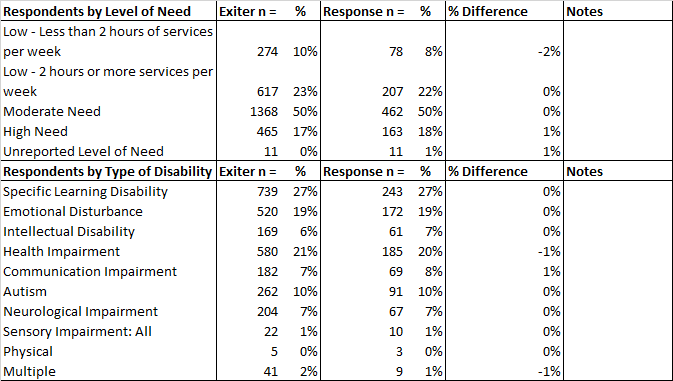 Respondents by Level of Need Exiter n = % Response n = % % Difference Notes
Low - Less than 2 hours of services
per week 274 10% 78 8% -2%
Low - 2 hours or more services per
week 617 23% 207 22% 0%
Moderate Need 1368 50% 462 50% 0%
High Need 465 17% 163 18% 1%
Unreported Level of Need 11 0% 11 1% 1%
Respondents by Type of Disability Exiter n = % Response n = % % Difference Notes
Specific Learning Disability 739 27% 243 27% 0%
Emotional Disturbance 520 19% 172 19% 0%
Intellectual Disability 169 6% 61 7% 0%
Health Impairment 580 21% 185 20% -1%
Communication Impairment 182 7% 69 8% 1%
Autism 262 10% 91 10% 0%
Neurological Impairment 204 7% 67 7% 0%
Sensory Impairment: All 22 1% 10 1% 0%
Physical 5 0% 3 0% 0%
Multiple 41 2% 9 1% -1%